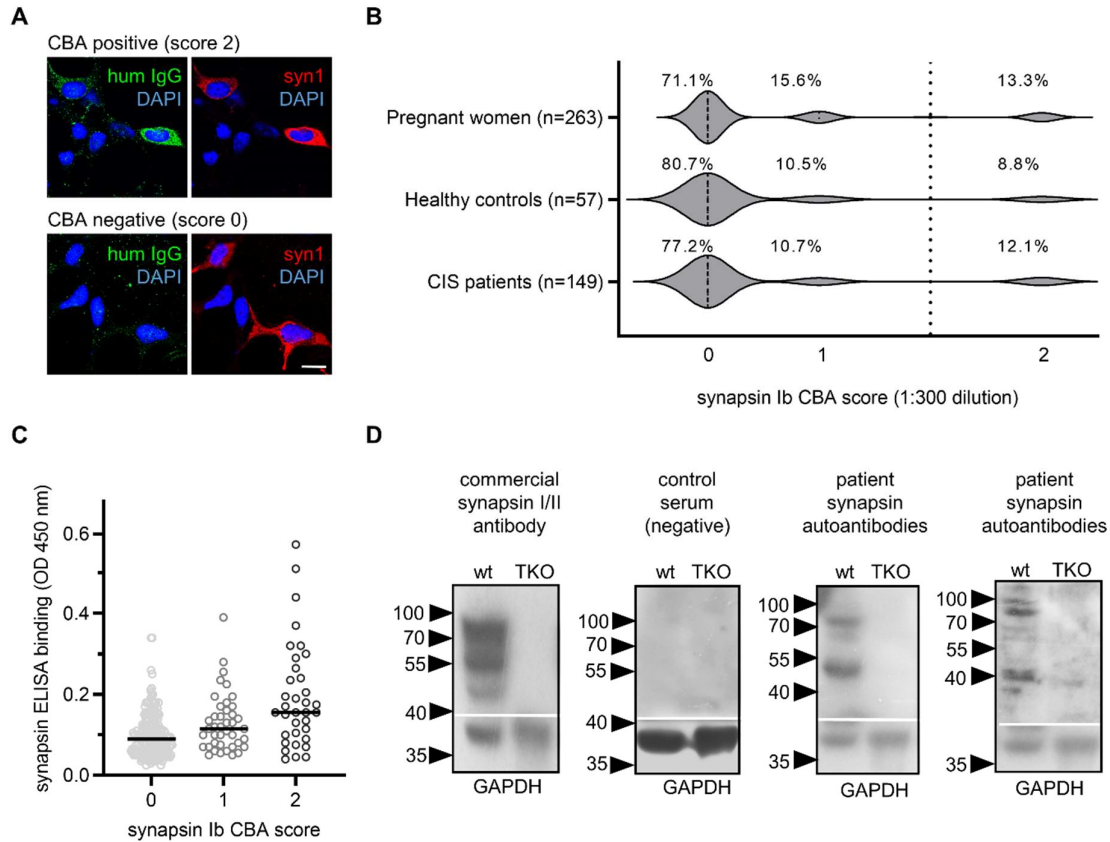 A
CBA positive (score 2)
hum IgG
DAPI
syn1
DAPI
CBA negative (score 0)
hum IgG
DAPI
syn1
DAPI
B
71.1% 15.6% 13.3%
Pregnant women (n=263)
80.7% 10.5% 8.8%
Healthy controls (n=57)
77.2% 10.7% 12.1%
CIS patients (n=149)
0 1 2
synapsin Ib CBA score (1:300 dilution)
C
synapsin ELISA binding (OD 450 nm)
0.6
0.4
0.2
0.0
0 1 2
synapsin Ib CBA score
D
commercial
synapsin I/II
antibody
wt TKO
100
70
55
40
35
GAPDH
control
serum
(negative)
wt TKO
100
70
55
40
35
GAPDH
patient
synapsin
autoantibodies
wt TKO
100
70
55
40
35
GAPDH
patient
synapsin
autoantibodies
wt TKO
100
70
55
40
35
GAPDH